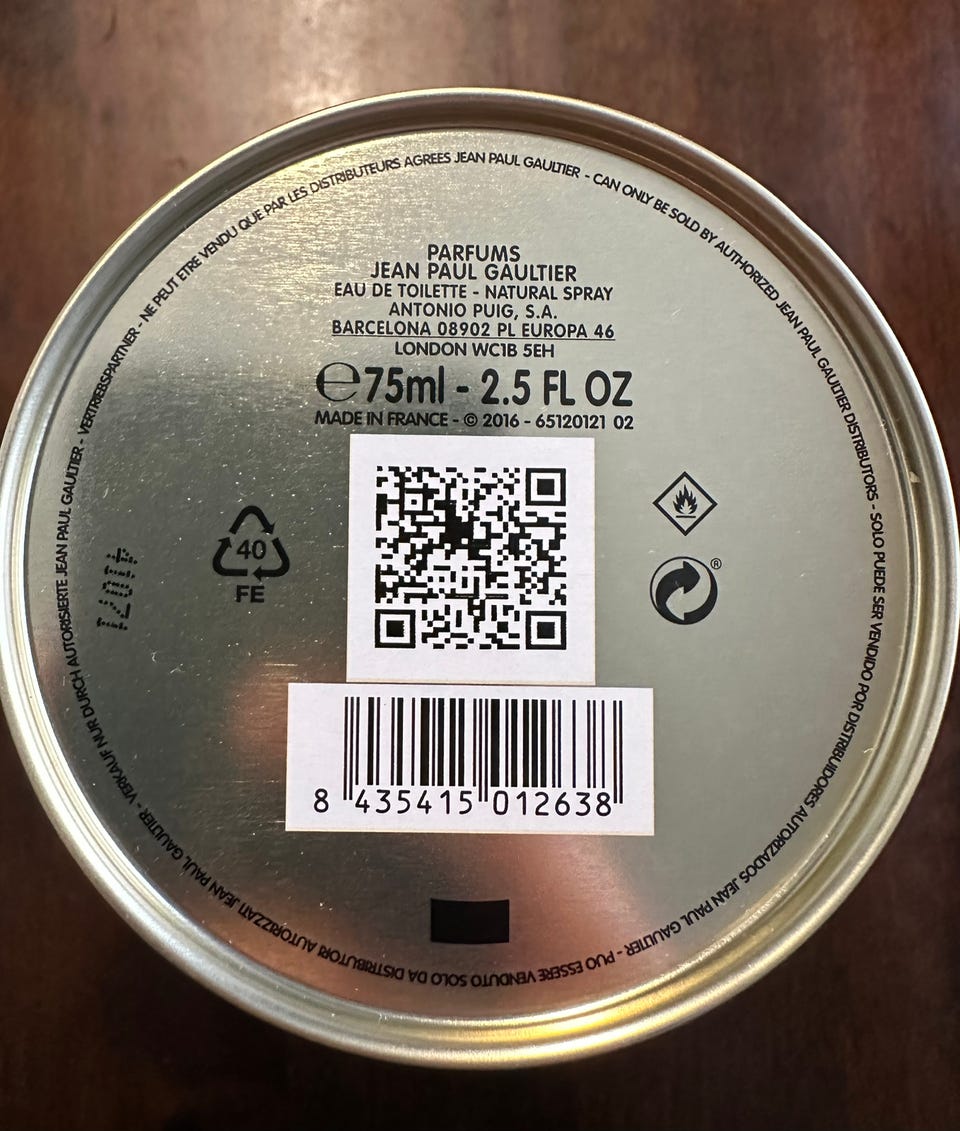 PARFUMS
JEAN PAUL GAULTIER
EAU DE TOILETTE - NATURAL SPRAY
ANTONIO PUIG, S.A.
BARCELONA 08902 PL EUROPA 46
LONDON WC1B 5EH
℮75ml - 2.5 FL OZ
MADE IN FRANCE - © 2016 - 65120121 02
40
FE
®
8 435415 012638
NE PEUT ETRE VENDU QUE PAR LES DISTRIBUTEURS AGREES JEAN PAUL GAULTIER - CAN ONLY BE SOLD BY AUTHORIZED JEAN PAUL GAULTIER DISTRIBUTORS - SOLO PUEDE SER VENDIDO POR DISTRIBUIDORES AUTORIZADOS JEAN PAUL GAULTIER - PUO ESSERE VENDUTO SOLO DA DISTRIBUTORI AUTORIZZATI JEAN PAUL GAULTIER - VERKAUF NUR DURCH AUTORISIERTE JEAN PAUL GAULTIER - VERTRIEBSPARTNER -